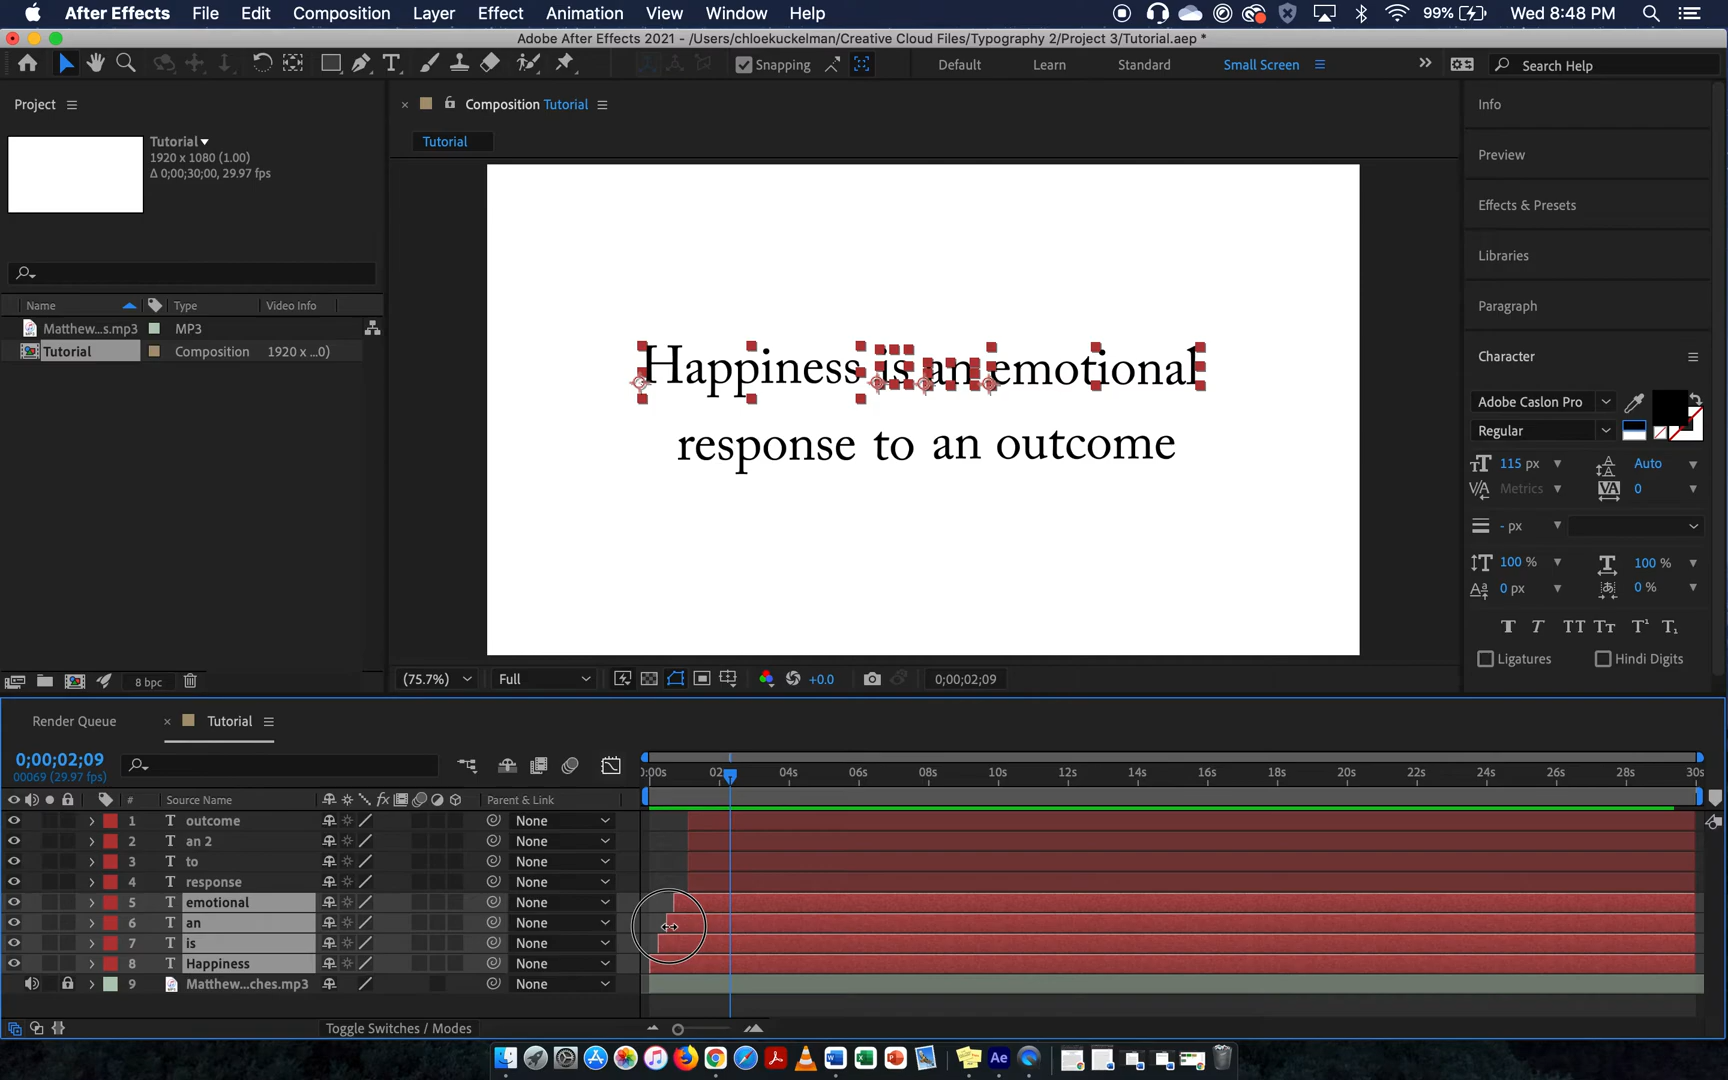 After Effects File Edit Composition Layer Effect Animation View Window Help 99% Wed 8:48 PM
Adobe After Effects 2021 - /Users/chloekuckelman/Creative Cloud Files/Typography 2/Project 3/Tutorial.aep *
Snapping Default Learn Standard Small Screen Search Help
Project
Tutorial
1920 x 1080 (1.00)
Δ 0;00;30;00, 29.97 fps
Name Type Video Info
Matthew...s.mp3 MP3
Tutorial Composition 1920 x ...0)
8 bpc
Composition Tutorial
Tutorial
Happiness is an emotional
response to an outcome
(75.7%) Full +0.0 0;00;02;09
Info
Preview
Effects & Presets
Libraries
Paragraph
Character
Adobe Caslon Pro
Regular
115 px Auto
Metrics 0
- px
100 % 100 %
0 px 0 %
T T TT Tt T¹ T₁
Ligatures Hindi Digits
Render Queue Tutorial
0;00;02;09
00069 (29.97 fps)
0:00s 02 04s 06s 08s 10s 12s 14s 16s 18s 20s 22s 24s 26s 28s 30s
# Source Name fx Parent & Link
1 T outcome None
2 T an 2 None
3 T to None
4 T response None
5 T emotional None
6 T an None
7 T is None
8 T Happiness None
9 Matthew...ches.mp3 None
Toggle Switches / Modes